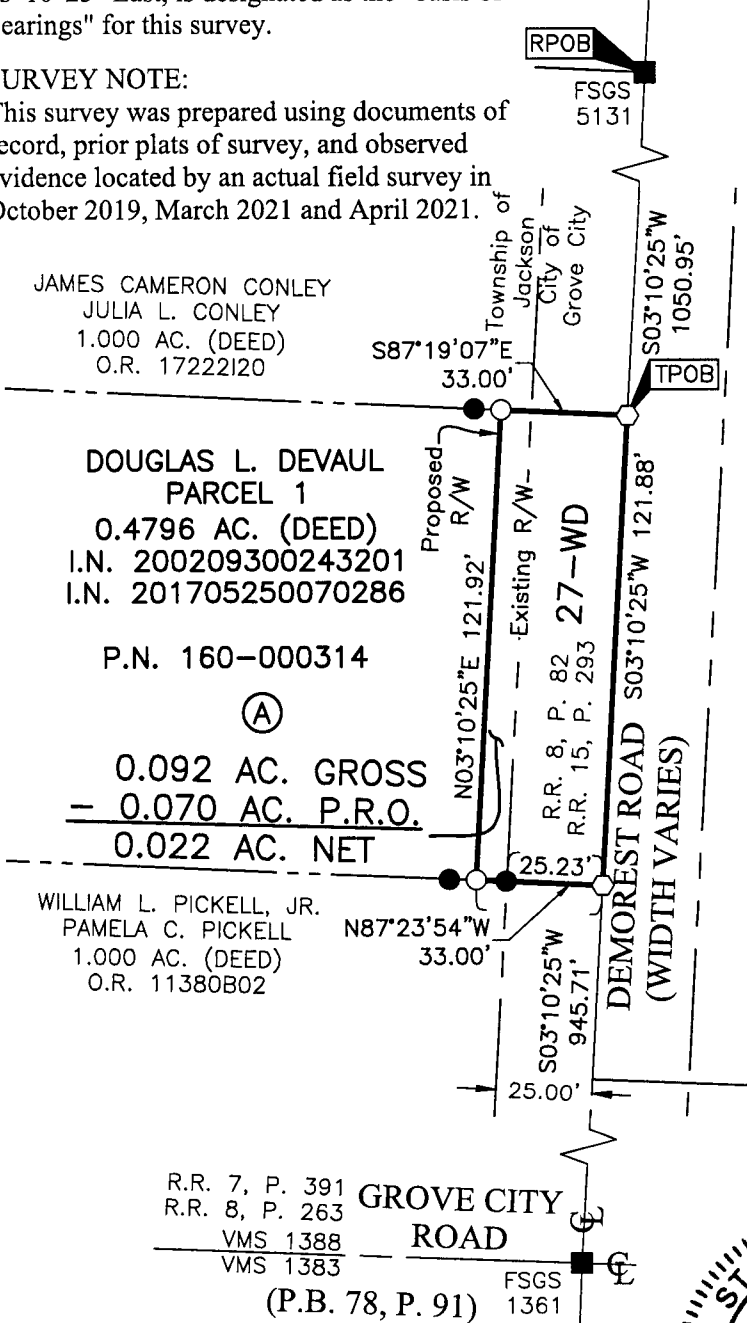 earings" for this survey.
URVEY NOTE:
This survey was prepared using documents of
record, prior plats of survey, and observed
vidence located by an actual field survey in
October 2019, March 2021 and April 2021.
RPOB
FSGS
5131
Township of
Jackson
City of
Grove City
S03°10'25"W
1050.95'
JAMES CAMERON CONLEY
JULIA L. CONLEY
1.000 AC. (DEED)
O.R. 17222I20
S87°19'07"E
33.00'
TPOB
DOUGLAS L. DEVAUL
PARCEL 1
0.4796 AC. (DEED)
I.N. 200209300243201
I.N. 201705250070286
P.N. 160-000314
A
0.092 AC. GROSS
- 0.070 AC. P.R.O.
0.022 AC. NET
Proposed
R/W
N03°10'25"E 121.92'
Existing R/W
R.R. 8, P. 82
R.R. 15, P. 293
27-WD
S03°10'25"W 121.88'
DEMOREST ROAD
(WIDTH VARIES)
25.23'
WILLIAM L. PICKELL, JR.
PAMELA C. PICKELL
1.000 AC. (DEED)
O.R. 11380B02
N87°23'54"W
33.00'
S03°10'25"W
945.71'
25.00'
R.R. 7, P. 391
R.R. 8, P. 263
VMS 1388
VMS 1383
GROVE CITY
ROAD
(P.B. 78, P. 91)
FSGS
1361
CL
CL
ST